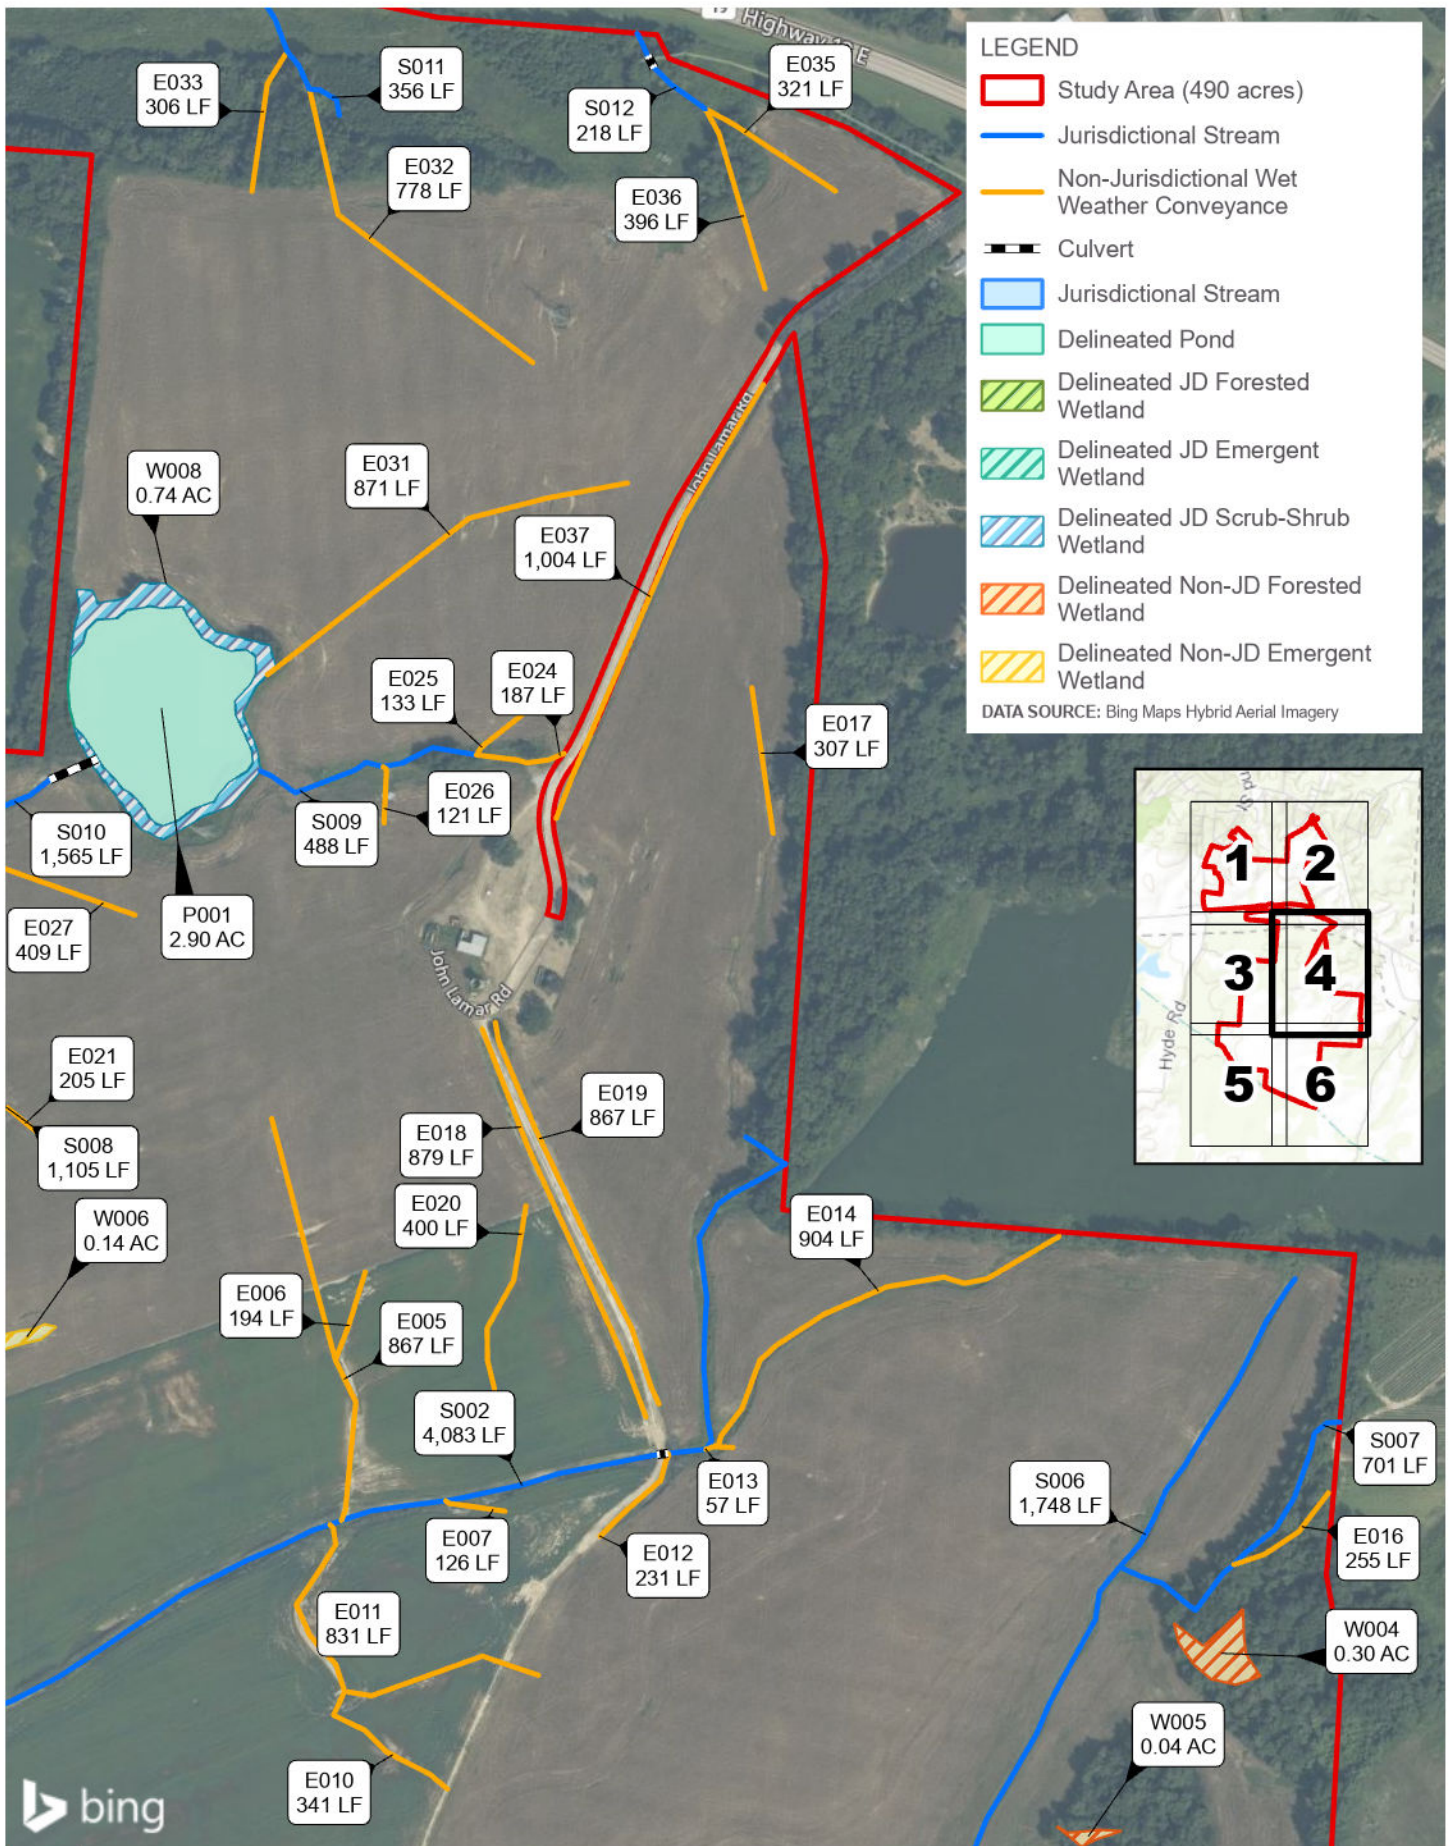 19
Highway 19 E
E033
306 LF
S011
356 LF
S012
218 LF
E035
321 LF
E032
778 LF
E036
396 LF
LEGEND
Study Area (490 acres)
Jurisdictional Stream
Non-Jurisdictional Wet
Weather Conveyance
Culvert
Jurisdictional Stream
Delineated Pond
Delineated JD Forested
Wetland
Delineated JD Emergent
Wetland
Delineated JD Scrub-Shrub
Wetland
Delineated Non-JD Forested
Wetland
Delineated Non-JD Emergent
Wetland
DATA SOURCE: Bing Maps Hybrid Aerial Imagery
John Lamar Rd
W008
0.74 AC
E031
871 LF
E037
1,004 LF
E025
133 LF
E024
187 LF
E017
307 LF
S010
1,565 LF
S009
488 LF
E026
121 LF
P001
2.90 AC
E027
409 LF
John Lamar Rd
1
2
3
4
5
6
Hyde Rd
E021
205 LF
S008
1,105 LF
E018
879 LF
E019
867 LF
W006
0.14 AC
E020
400 LF
E014
904 LF
E006
194 LF
E005
867 LF
S002
4,083 LF
S007
701 LF
E013
57 LF
S006
1,748 LF
E007
126 LF
E012
231 LF
E016
255 LF
E011
831 LF
W004
0.30 AC
W005
0.04 AC
E010
341 LF
bing